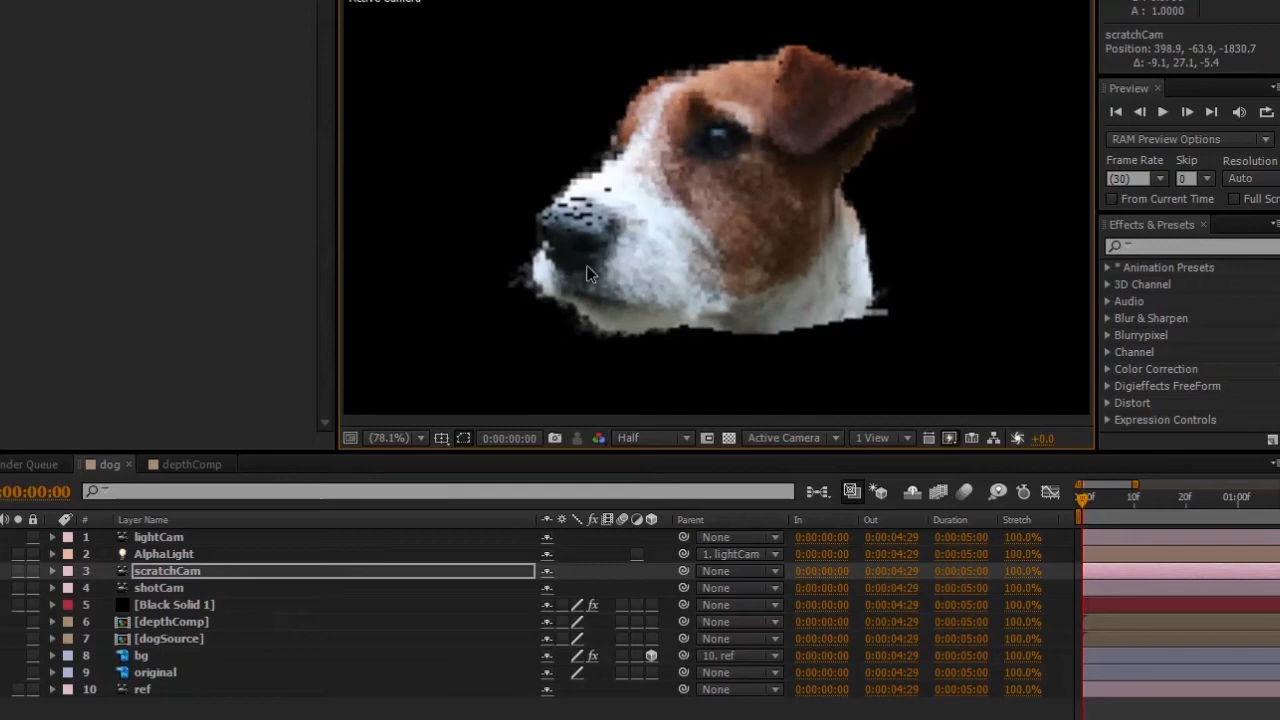 Active Camera
A : 1.0000
scratchCam
Position: 398.9, -63.9, -1830.7
Δ: -9.1, 27.1, -5.4
Preview ×
RAM Preview Options
Frame Rate Skip Resolution
(30) 0 Auto
From Current Time Full Scr
Effects & Presets ×
* Animation Presets
3D Channel
Audio
Blur & Sharpen
Blurrypixel
Channel
Color Correction
Digieffects FreeForm
Distort
Expression Controls
(78.1%) 0:00:00:00 Half Active Camera 1 View +0.0
nder Queue dog × depthComp
:00:00:00
:00f 10f 20f 01:00f
# Layer Name fx Parent In Out Duration Stretch
1 lightCam None 0:00:00:00 0:00:04:29 0:00:05:00 100.0%
2 AlphaLight 1. lightCam 0:00:00:00 0:00:04:29 0:00:05:00 100.0%
3 scratchCam None 0:00:00:00 0:00:04:29 0:00:05:00 100.0%
4 shotCam None 0:00:00:00 0:00:04:29 0:00:05:00 100.0%
5 [Black Solid 1] fx None 0:00:00:00 0:00:04:29 0:00:05:00 100.0%
6 [depthComp] None 0:00:00:00 0:00:04:29 0:00:05:00 100.0%
7 [dogSource] None 0:00:00:00 0:00:04:29 0:00:05:00 100.0%
8 bg fx 10. ref 0:00:00:00 0:00:04:29 0:00:05:00 100.0%
9 original None 0:00:00:00 0:00:04:29 0:00:05:00 100.0%
10 ref None 0:00:00:00 0:00:04:29 0:00:05:00 100.0%